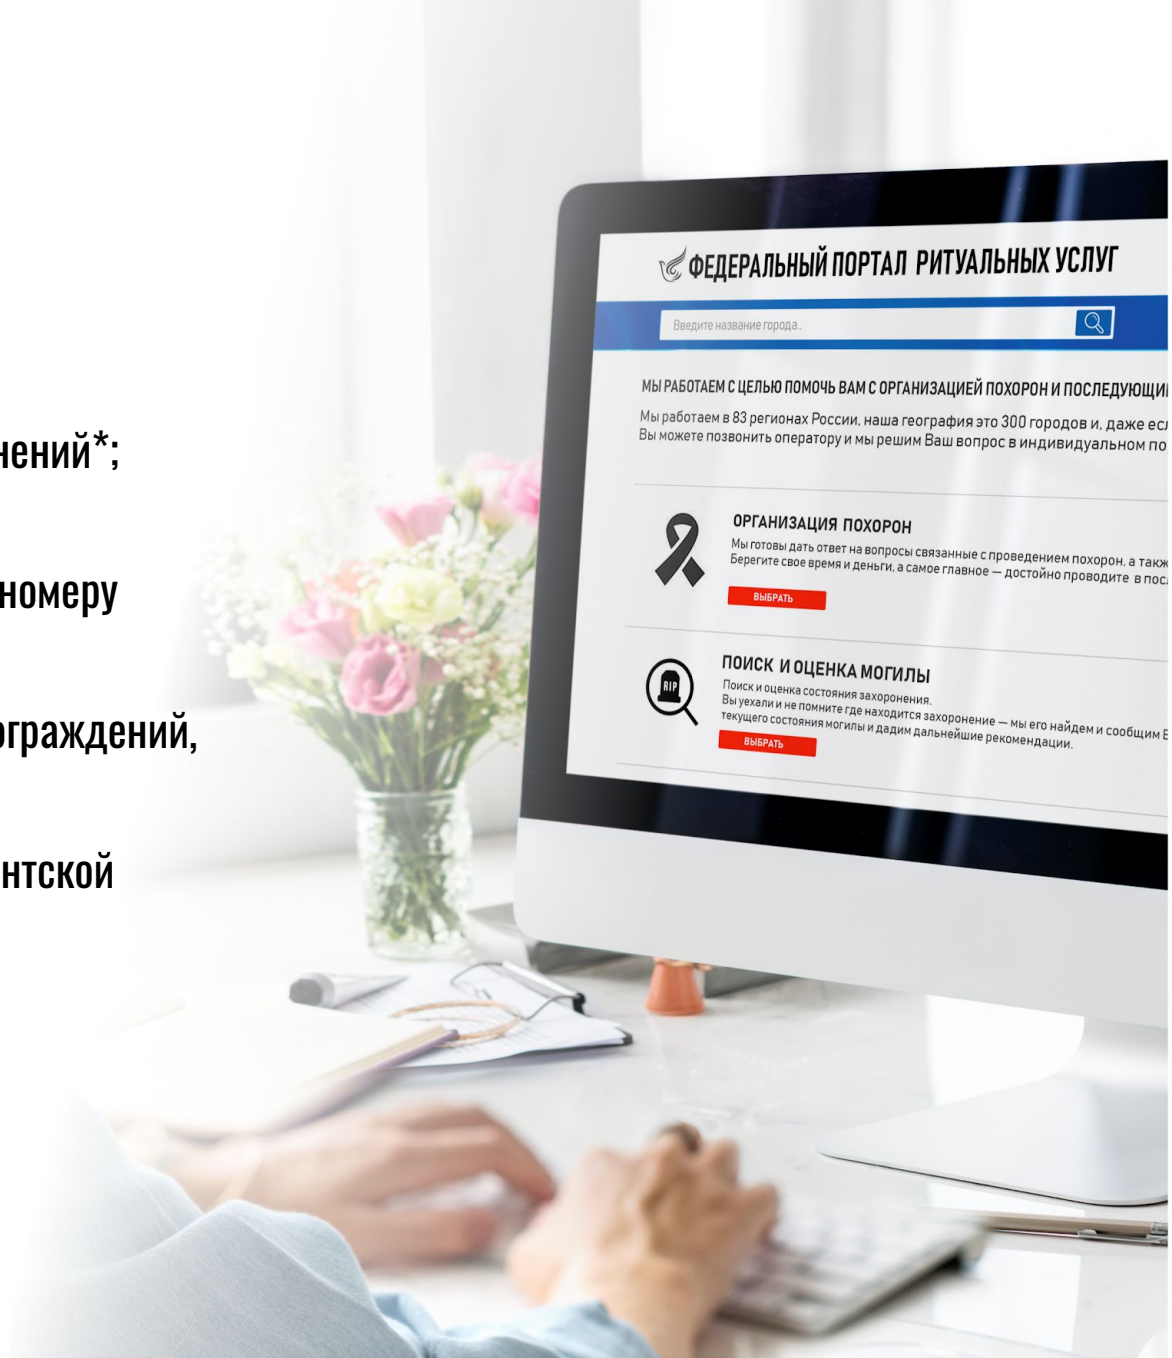 нений*;
номеру
ограждений,
нтской
ФЕДЕРАЛЬНЫЙ ПОРТАЛ РИТУАЛЬНЫХ УСЛУГ
Введите название города..
МЫ РАБОТАЕМ С ЦЕЛЬЮ ПОМОЧЬ ВАМ С ОРГАНИЗАЦИЕЙ ПОХОРОН И ПОСЛЕДУЮЩИ
Мы работаем в 83 регионах России, наша география это 300 городов и, даже есл
Вы можете позвонить оператору и мы решим Ваш вопрос в индивидуальном по
ОРГАНИЗАЦИЯ ПОХОРОН
Мы готовы дать ответ на вопросы связанные с проведением похорон, а такж
Берегите свое время и деньги, а самое главное — достойно проводите в посл
ВЫБРАТЬ
RIP
ПОИСК И ОЦЕНКА МОГИЛЫ
Поиск и оценка состояния захоронения.
Вы уехали и не помните где находится захоронение — мы его найдем и сообщим В
текущего состояния могилы и дадим дальнейшие рекомендации.
ВЫБРАТЬ